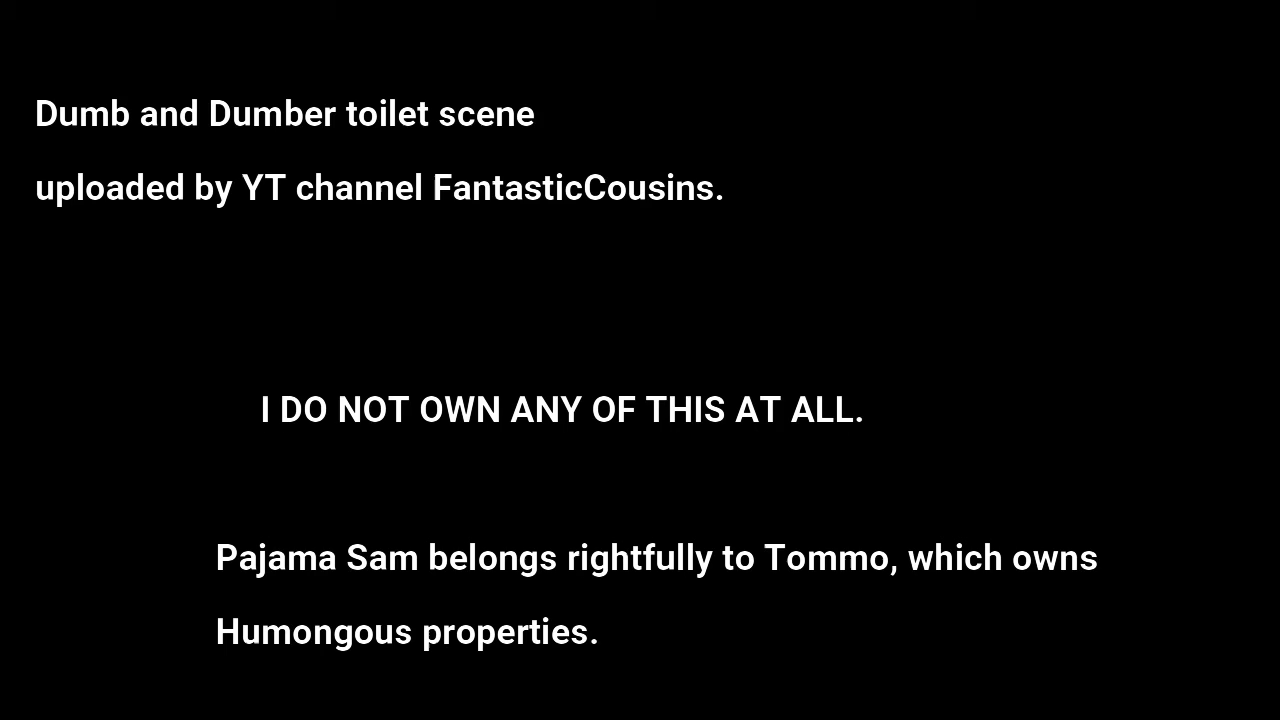 Dumb and Dumber toilet scene
uploaded by YT channel FantasticCousins.
I DO NOT OWN ANY OF THIS AT ALL.
Pajama Sam belongs rightfully to Tommo, which owns
Humongous properties.